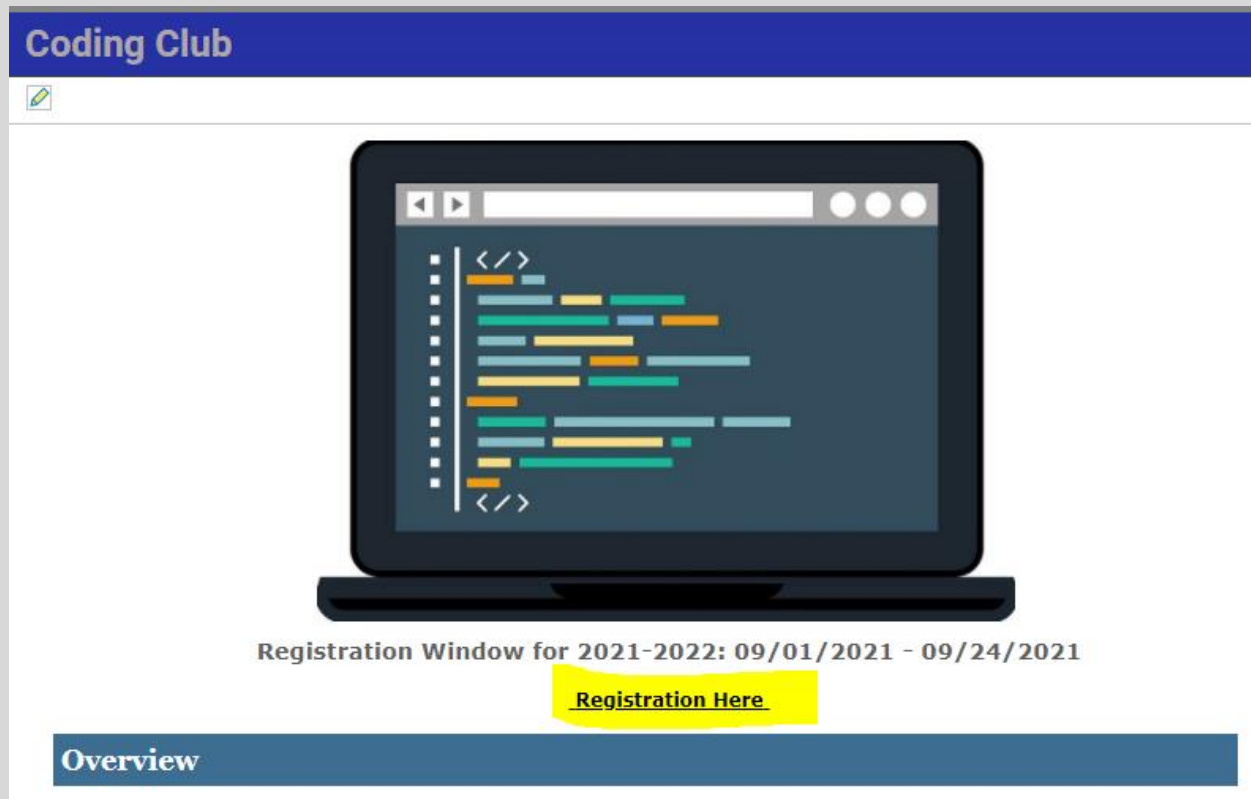 Coding Club
</>
</>
Registration Window for 2021-2022: 09/01/2021 - 09/24/2021
Registration Here
Overview